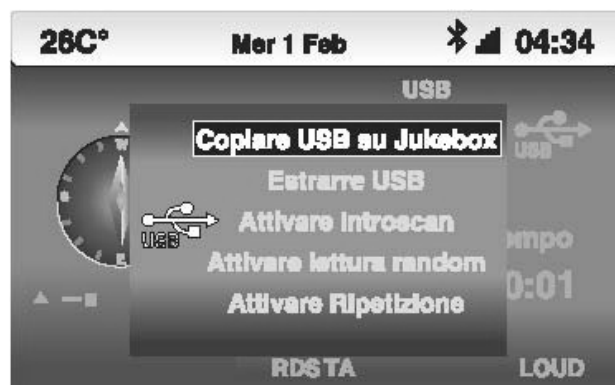 26C° Mer 1 Feb 04:34
USB
Copiare USB su Jukebox
USB
Estrarre USB
USB
Attivare introscan
Attivare lettura random
Attivare Ripetizione
empo
0:01
RDS TA LOUD